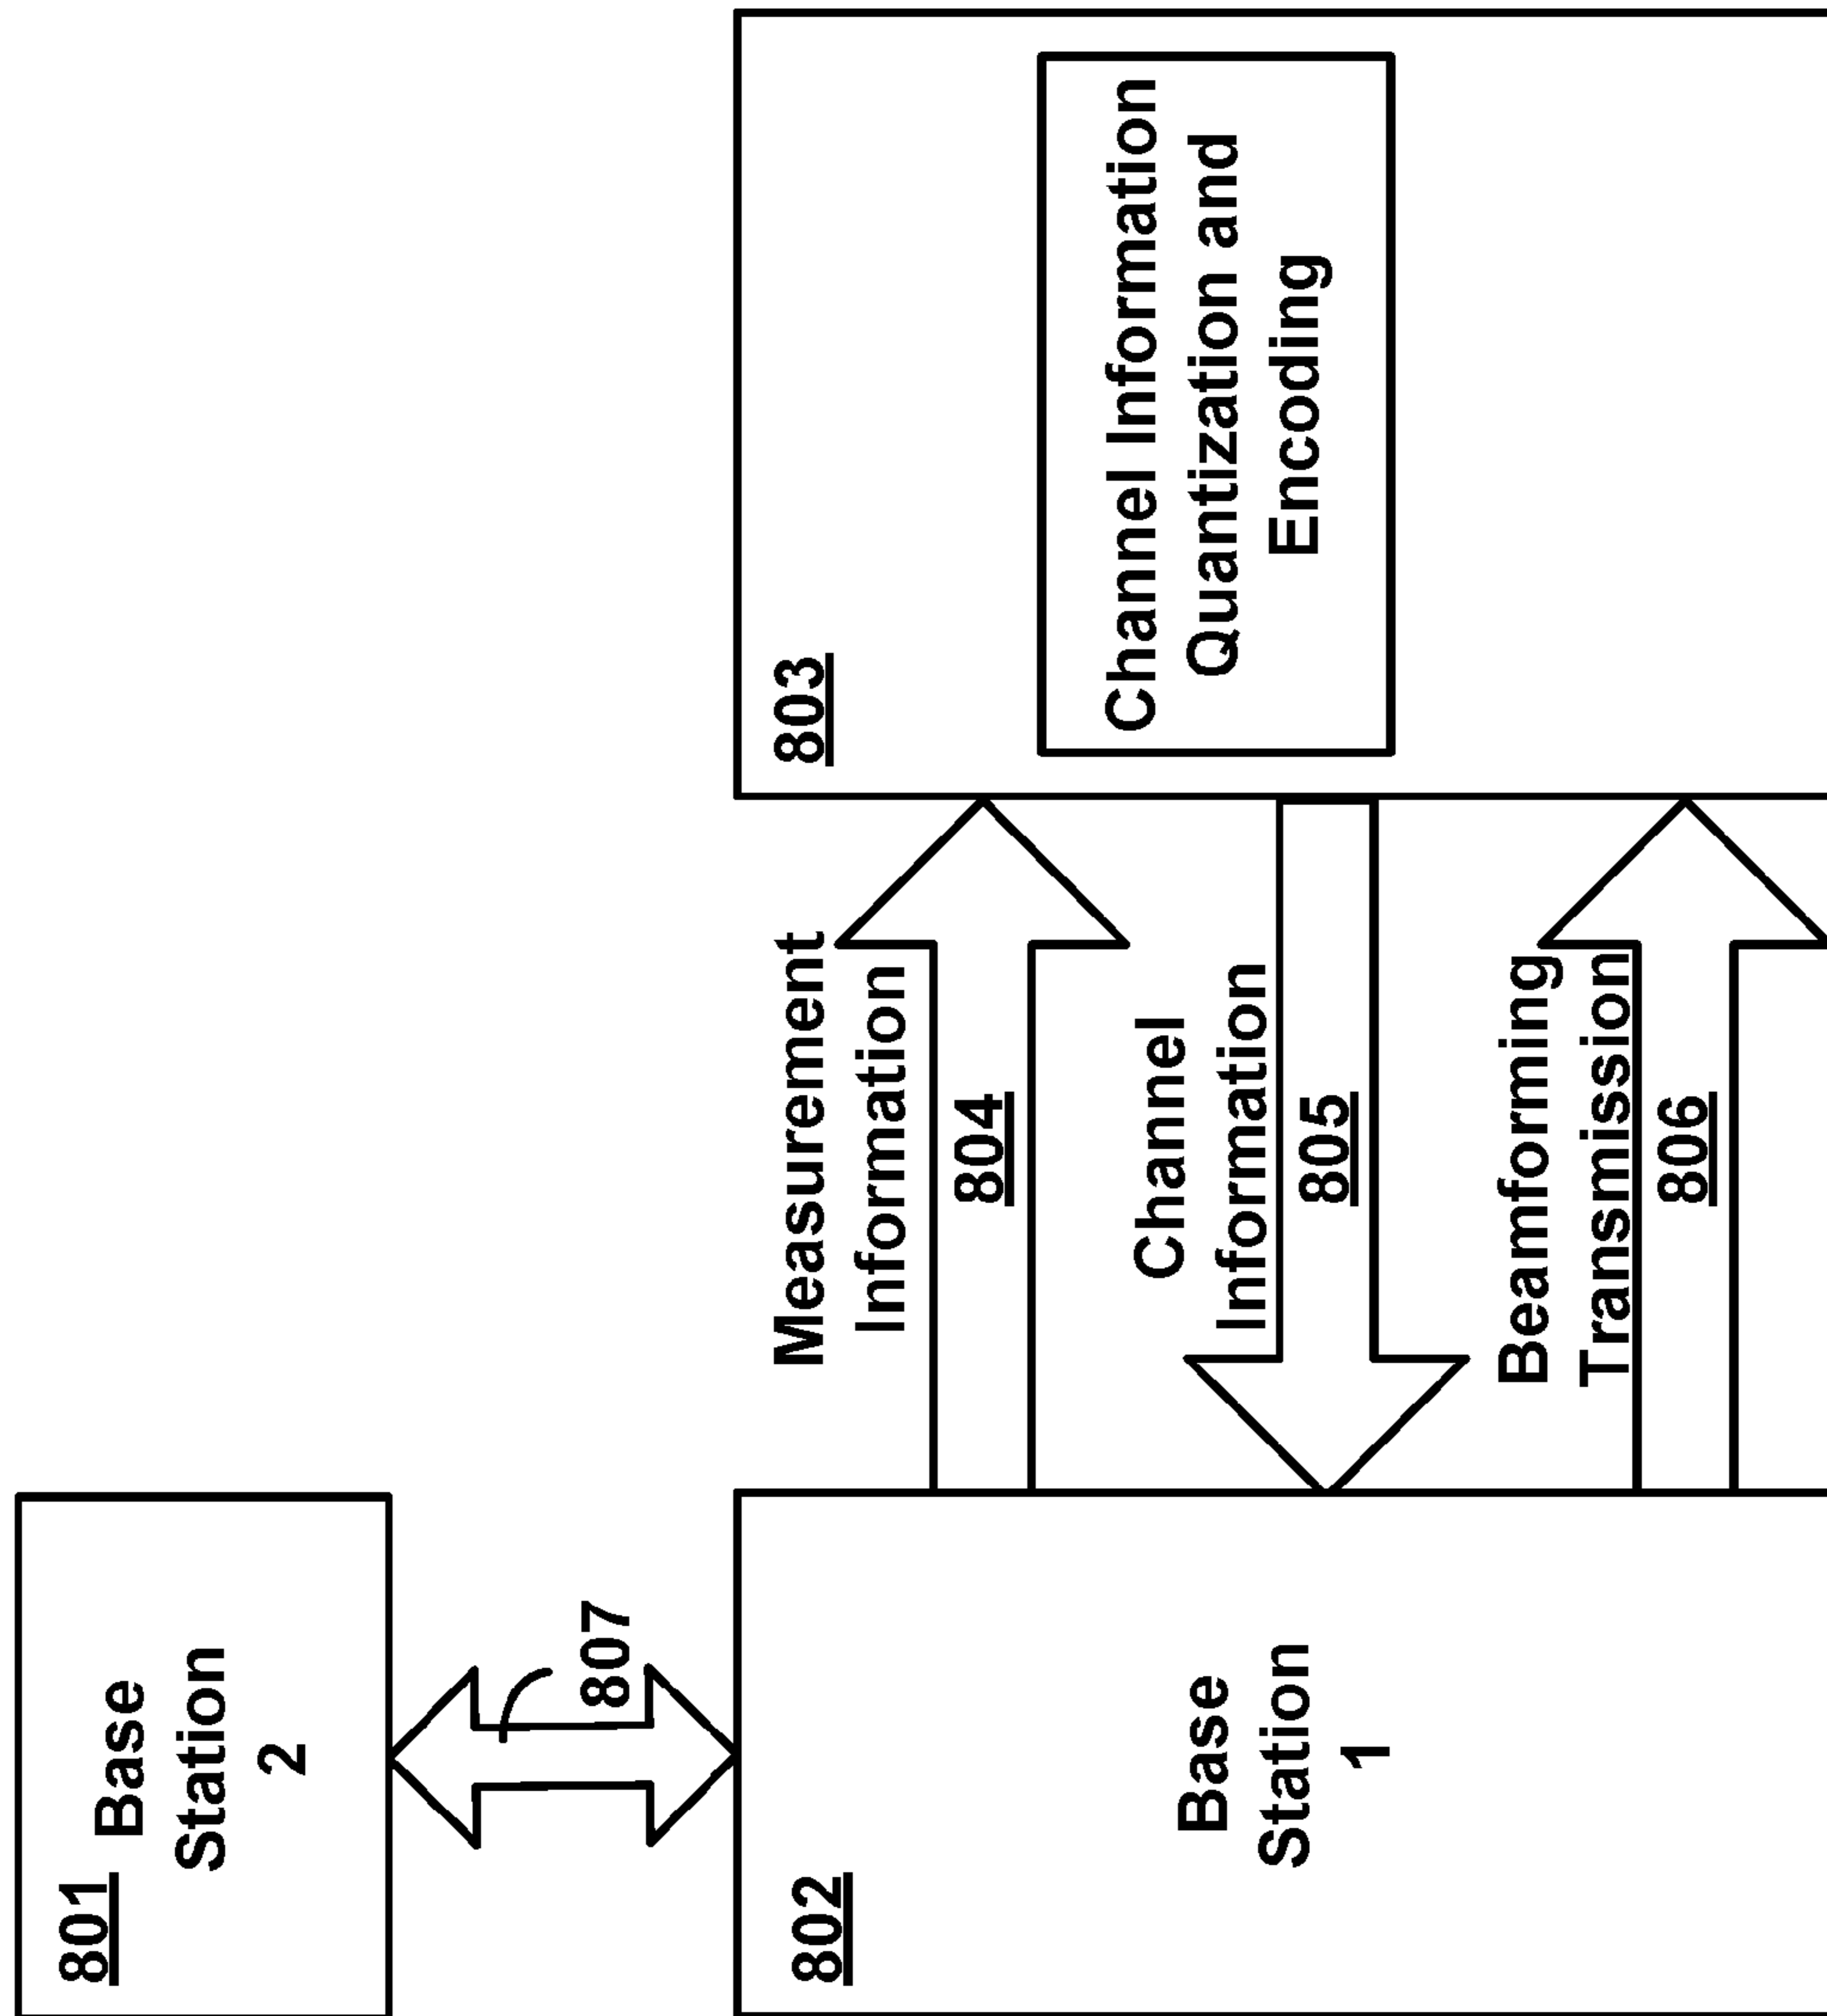 801
Base
Station
2
807
802
Base
Station
1
Measurement
Information
804
Channel
Information
805
Beamforming
Transmission
806
803
Channel Information
Quantization and
Encoding